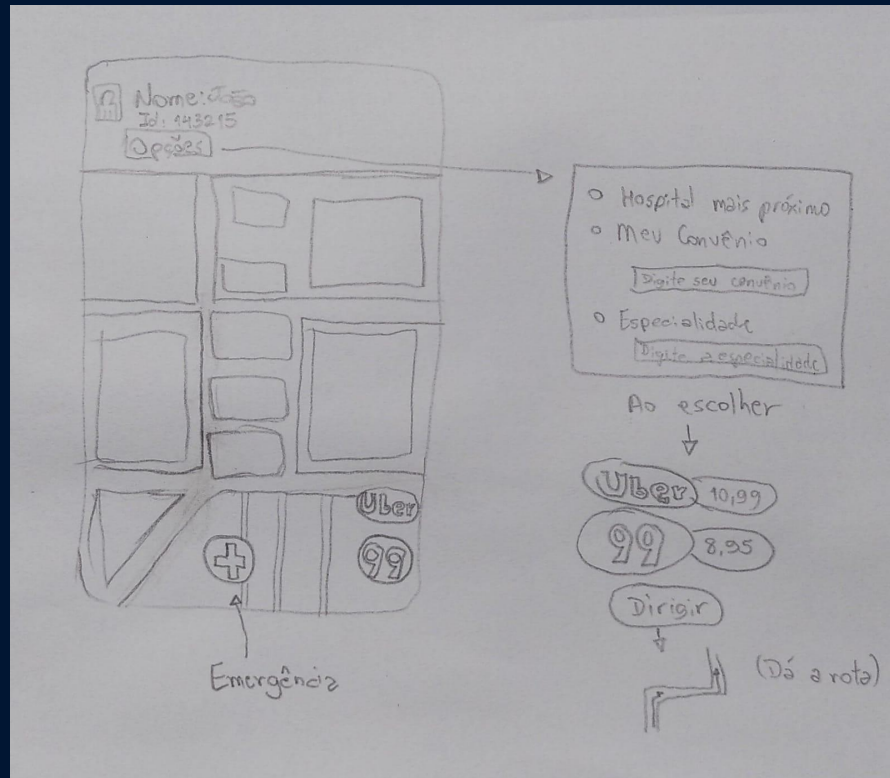 Nome: João
Id: 143215
Opções
Uber
99
Emergência
Hospital mais próximo
Meu Convênio
Digite seu convênio
Especialidade
Digite a especialidade
Ao escolher
Uber 10,99
99 8,95
Dirigir
(Dá a rota)